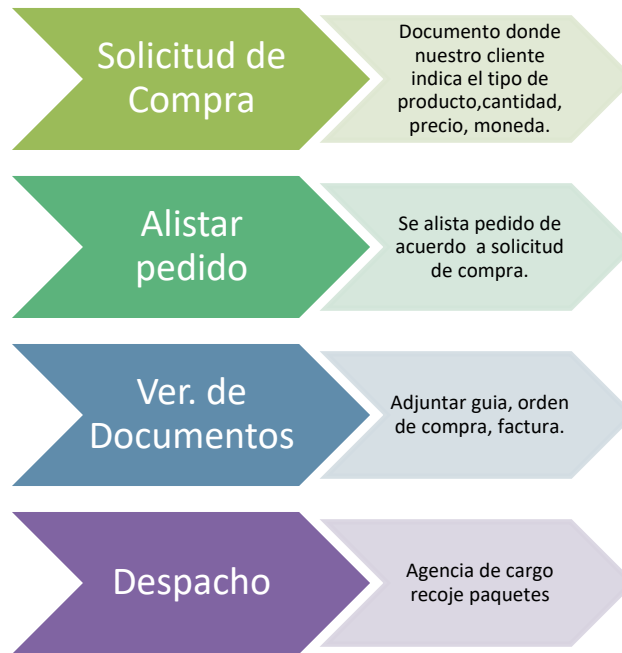 Solicitud de
Compra
Documento donde
nuestro cliente
indica el tipo de
producto,cantidad,
precio, moneda.
Alistar
pedido
Se alista pedido de
acuerdo a solicitud
de compra.
Ver. de
Documentos
Adjuntar guia, orden
de compra, factura.
Despacho
Agencia de cargo
recoje paquetes